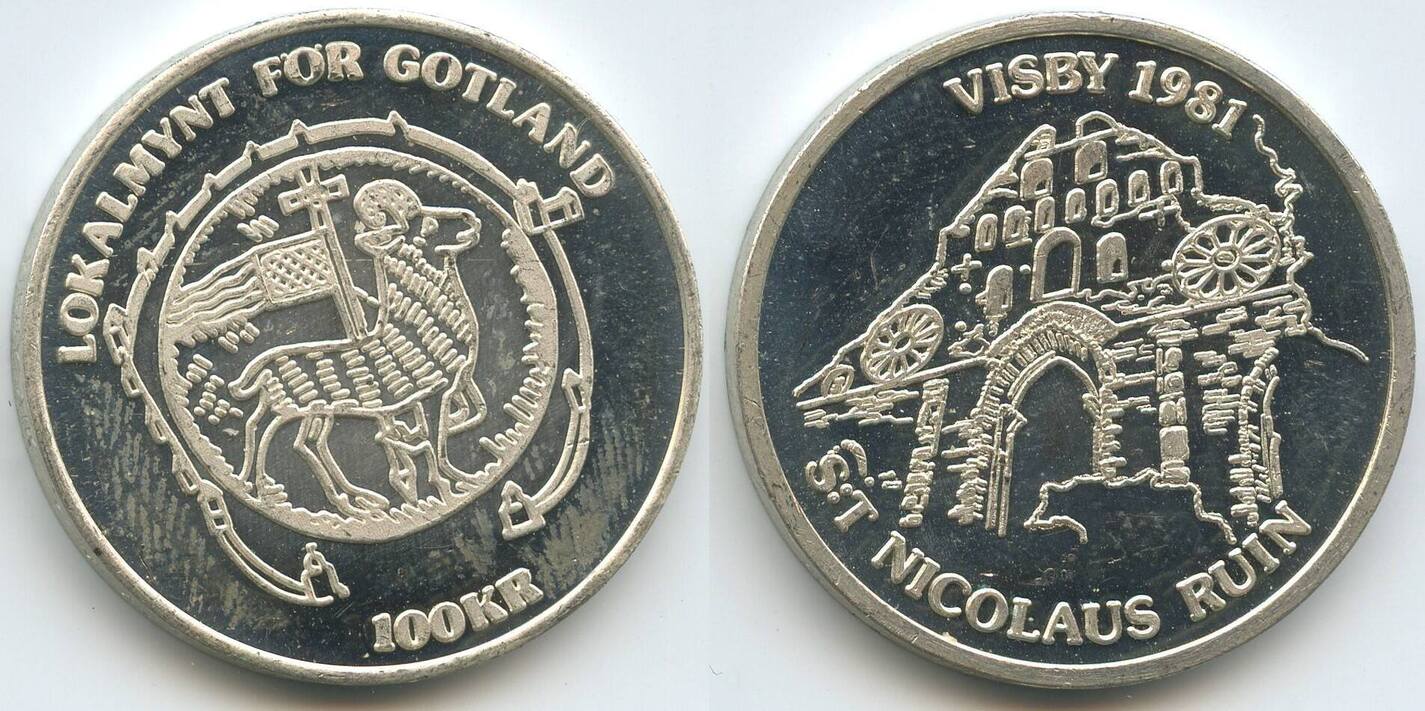 LOKALMYNT FÖR GOTLAND
100KR
VISBY 1981
S:T NICOLAUS RUIN